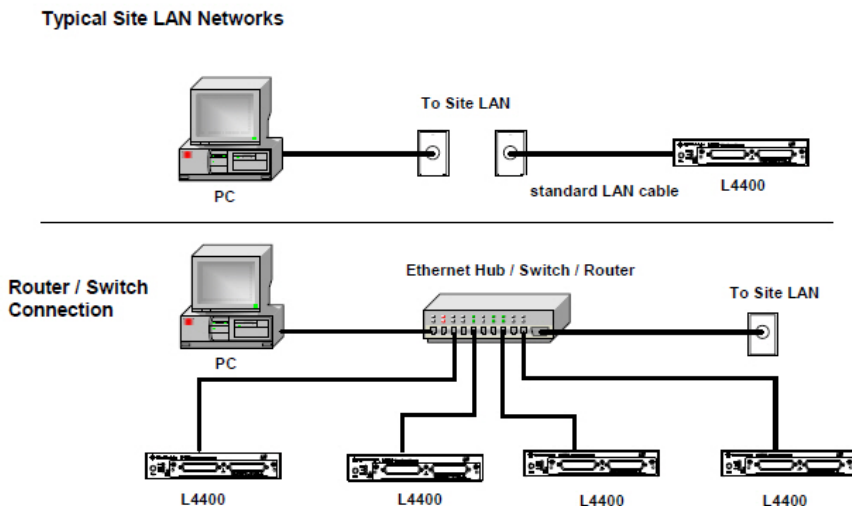 Typical Site LAN Networks
To Site LAN
PC
standard LAN cable
L4400
Router / Switch
Connection
Ethernet Hub / Switch / Router
To Site LAN
PC
L4400
L4400
L4400
L4400